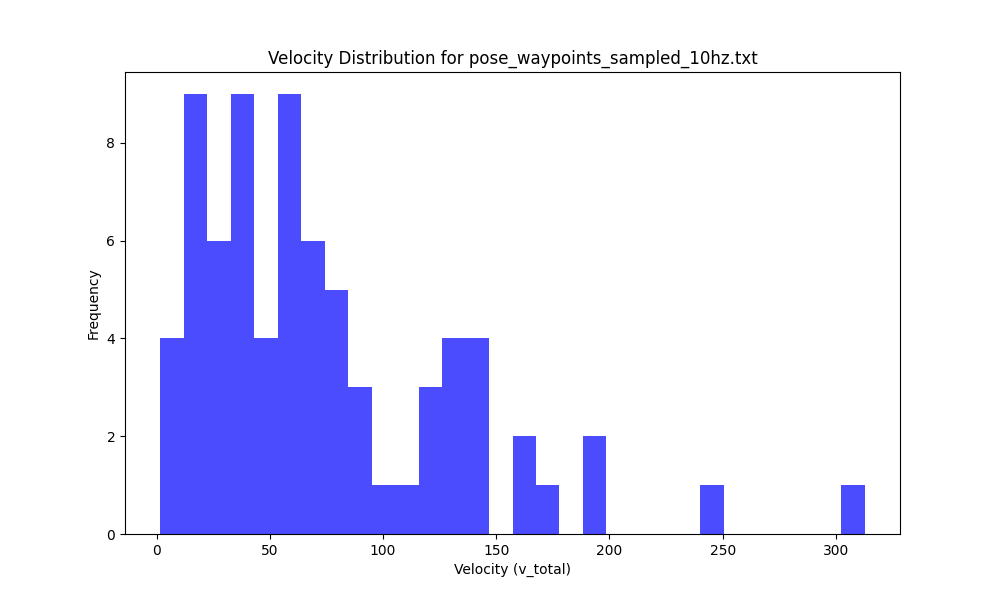 Velocity Distribution for pose_waypoints_sampled_10hz.txt
Frequency
8
6
4
2
0
0 50 100 150 200 250 300
Velocity (v_total)